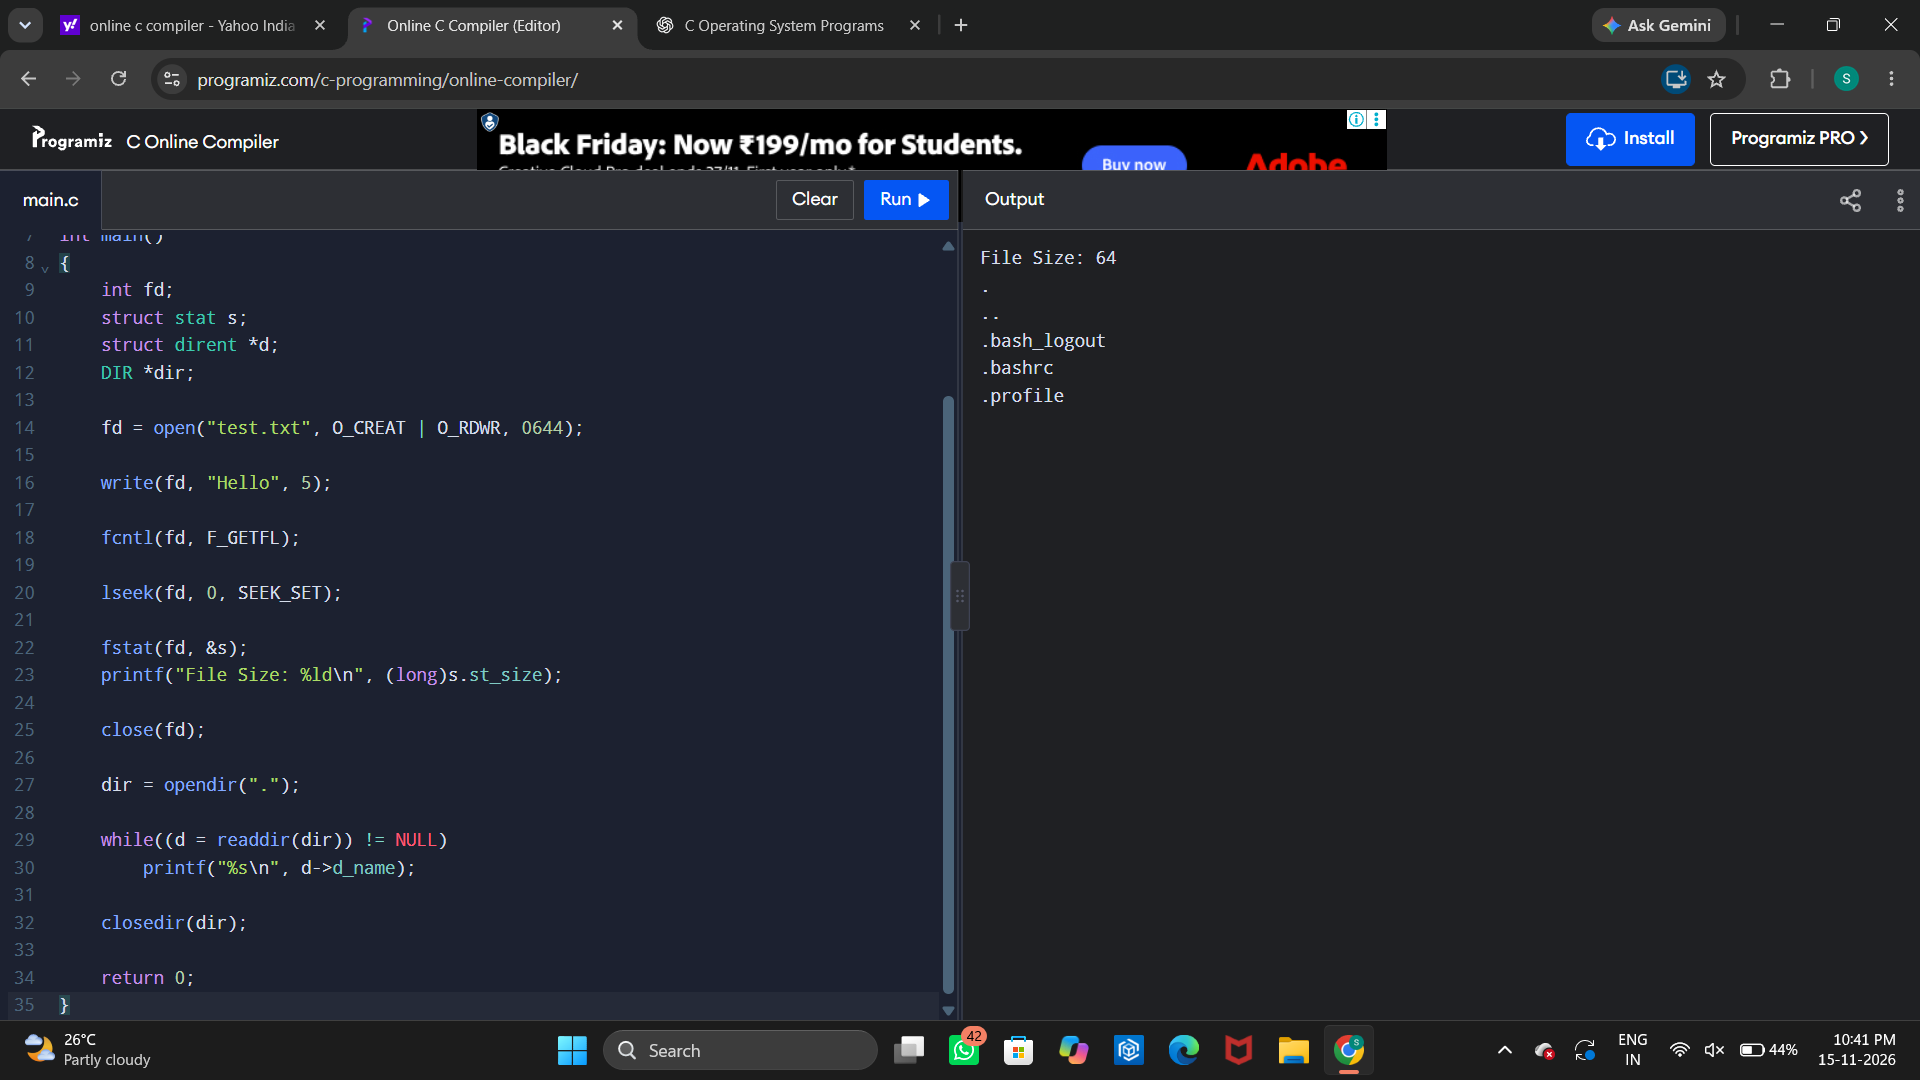 online c compiler - Yahoo India
Online C Compiler (Editor)
C Operating System Programs
Ask Gemini
programiz.com/c-programming/online-compiler/
S
Programiz C Online Compiler
Black Friday: Now ₹199/mo for Students.
Buy now
Adobe
Install
Programiz PRO
main.c
Clear
Run
Output
7 int main()
8 {
9 int fd;
10 struct stat s;
11 struct dirent *d;
12 DIR *dir;
13
14 fd = open("test.txt", O_CREAT | O_RDWR, 0644);
15
16 write(fd, "Hello", 5);
17
18 fcntl(fd, F_GETFL);
19
20 lseek(fd, 0, SEEK_SET);
21
22 fstat(fd, &s);
23 printf("File Size: %ld\n", (long)s.st_size);
24
25 close(fd);
26
27 dir = opendir(".");
28
29 while((d = readdir(dir)) != NULL)
30 printf("%s\n", d->d_name);
31
32 closedir(dir);
33
34 return 0;
35 }
File Size: 64
.
..
.bash_logout
.bashrc
.profile
26°C
Partly cloudy
Search
42
S
ENG
IN
44%
10:41 PM
15-11-2026